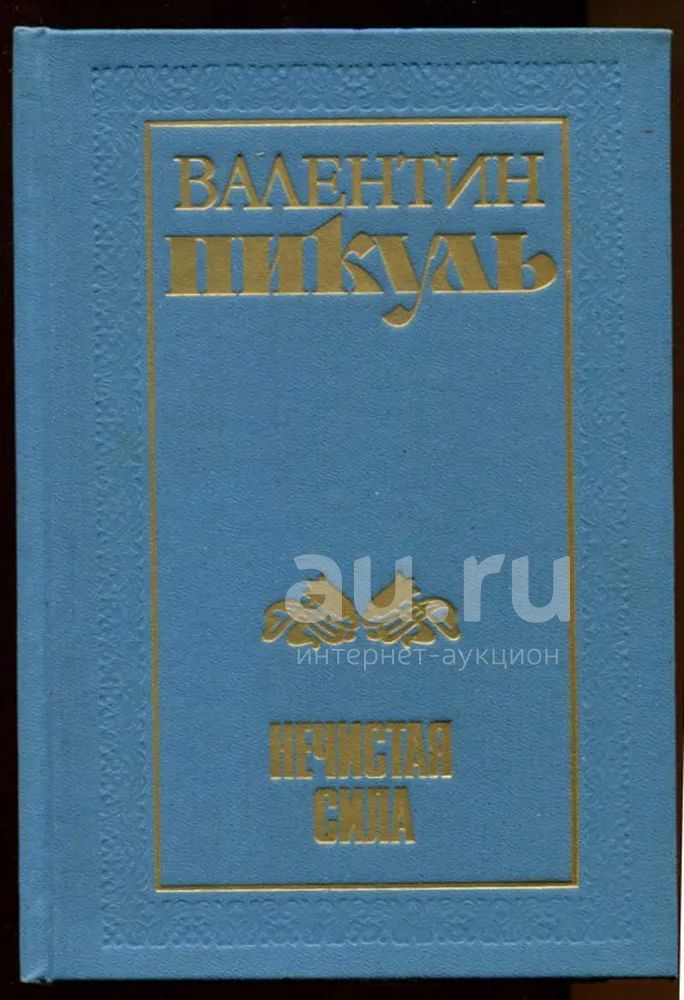 ВАЛЕНТИН
ПИКУЛЬ
au.ru
интернет-аукцион
НЕЧИСТАЯ
СИЛА